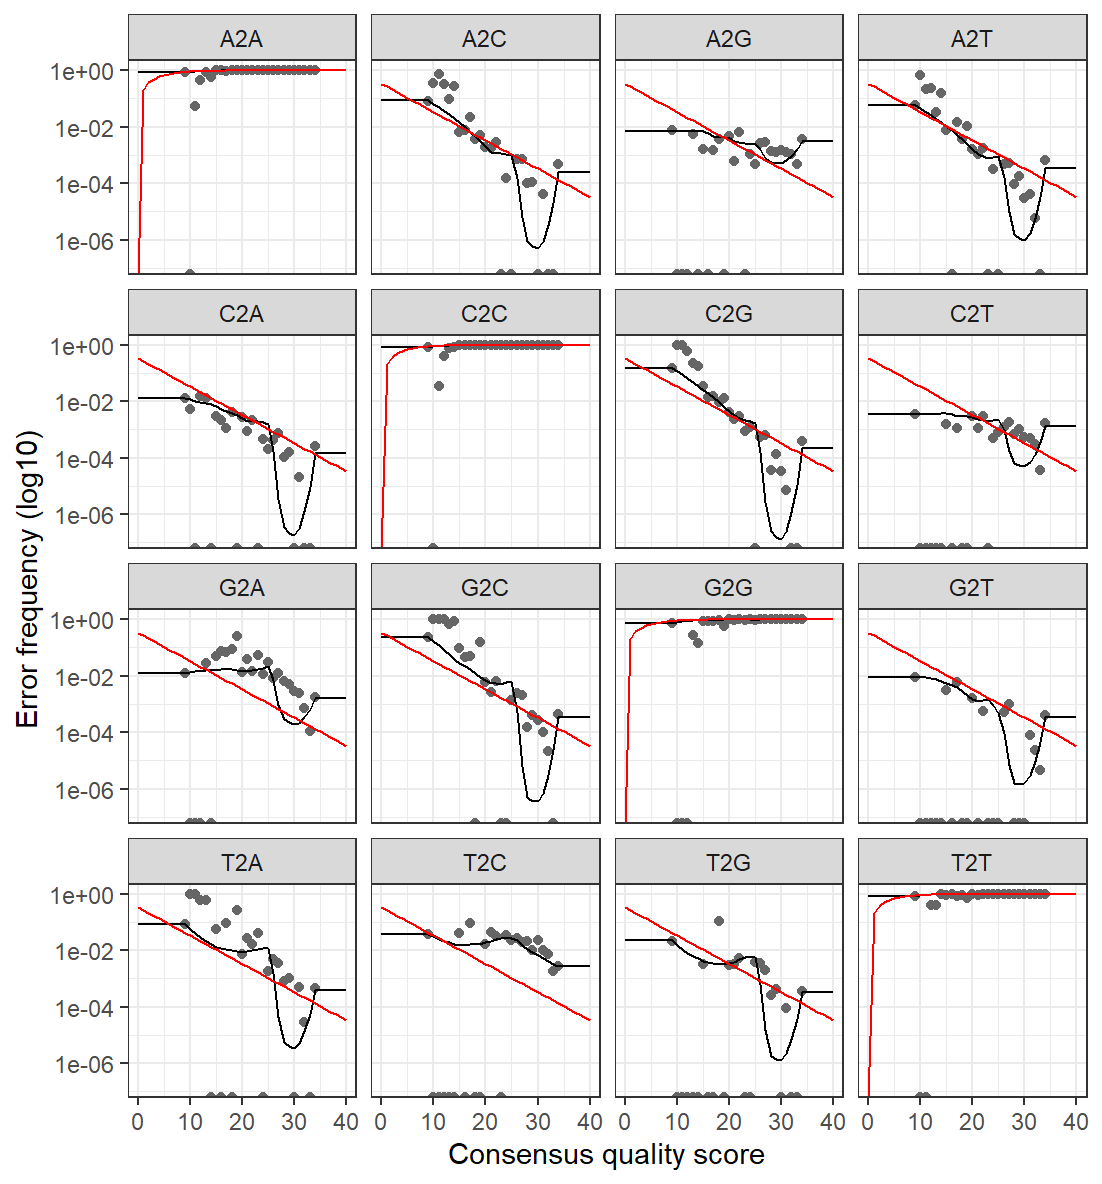 A2A A2C A2G A2T
1e+00
1e-02
1e-04
1e-06
C2A C2C C2G C2T
1e+00
1e-02
1e-04
1e-06
G2A G2C G2G G2T
1e+00
1e-02
1e-04
1e-06
T2A T2C T2G T2T
1e+00
1e-02
1e-04
1e-06
0 10 20 30 40 0 10 20 30 40 0 10 20 30 40 0 10 20 30 40
Consensus quality score
Error frequency (log10)